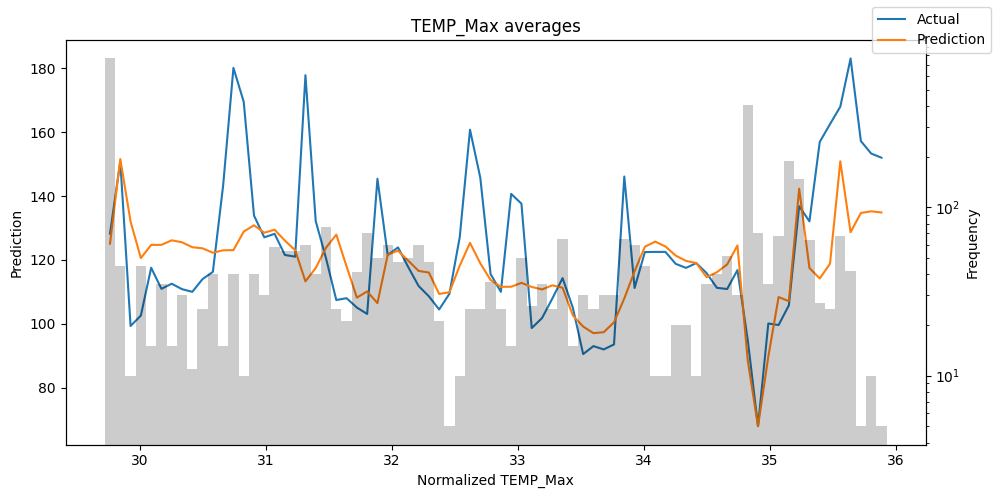 TEMP_Max averages
Actual
Prediction
180
160
140
120
100
80
Prediction
10²
10¹
Frequency
30 31 32 33 34 35 36
Normalized TEMP_Max